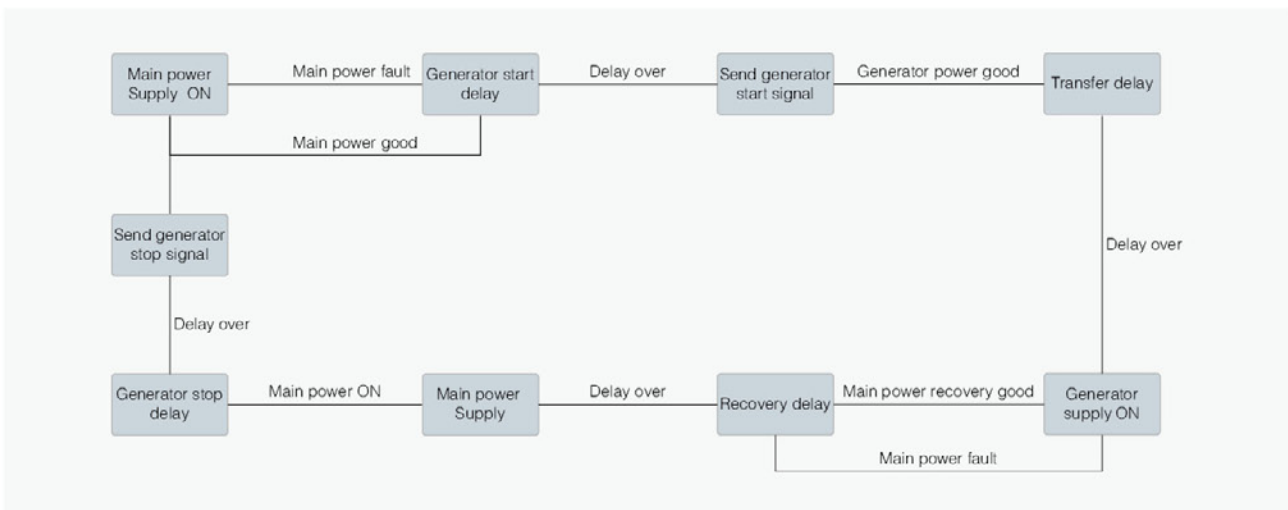 Main power
Supply ON
Main power fault
Generator start
delay
Delay over
Send generator
start signal
Generator power good
Transfer delay
Main power good
Send generator
stop signal
Delay over
Delay over
Generator stop
delay
Main power ON
Main power
Supply
Delay over
Recovery delay
Main power recovery good
Generator
supply ON
Main power fault